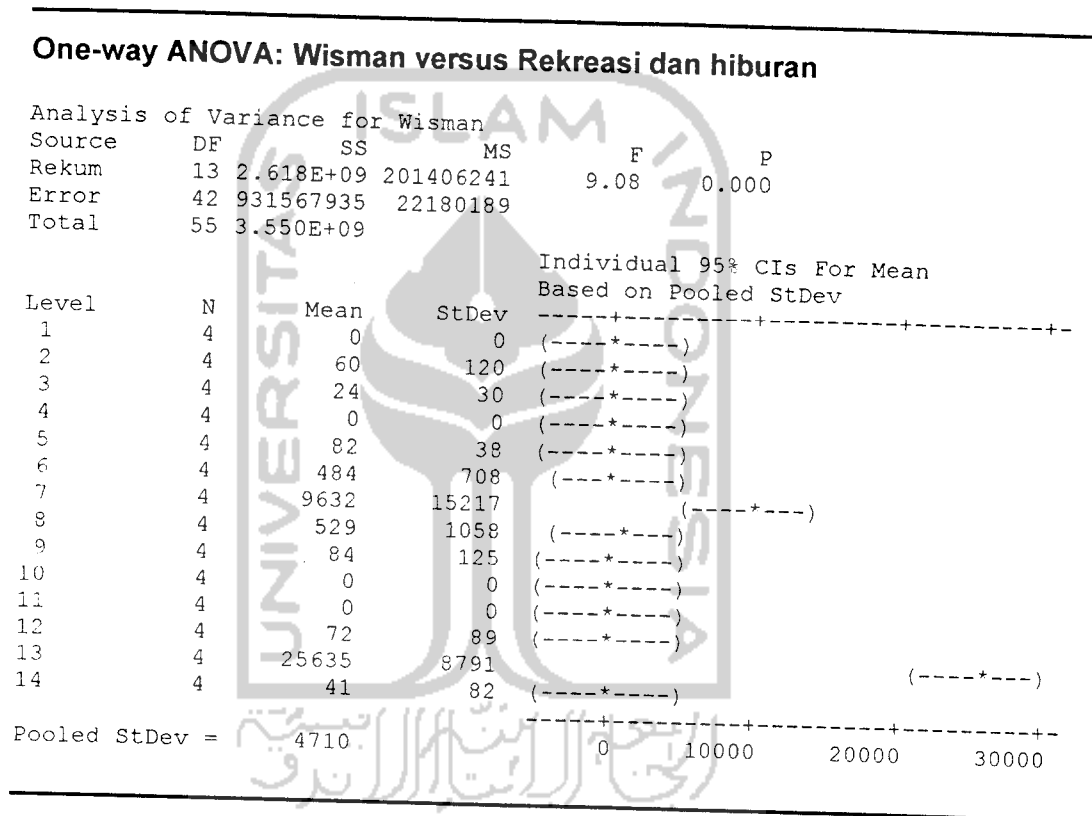 One-way ANOVA: Wisman versus Rekreasi dan hiburan
Analysis of Variance for Wisman
Source DF SS MS F P
Rekum 13 2.618E+09 201406241 9.08 0.000
Error 42 931567935 22180189
Total 55 3.550E+09
Individual 95% CIs For Mean
Based on Pooled StDev
Level N Mean StDev -----+---------+---------+---------+-
1 4 0 0 (----*----)
2 4 60 120 (----*----)
3 4 24 30 (----*----)
4 4 0 0 (----*----)
5 4 82 38 (----*----)
6 4 484 708 (---*----)
7 4 9632 15217 (----*---)
8 4 529 1058 (----*---)
9 4 84 125 (----*----)
10 4 0 0 (----*----)
11 4 0 0 (----*----)
12 4 72 89 (----*----)
13 4 25635 8791 (----*---)
14 4 41 82 (----*----)
-----+---------+---------+---------+-
Pooled StDev = 4710 0 10000 20000 30000
UNIVERSITAS ISLAM INDONESIA